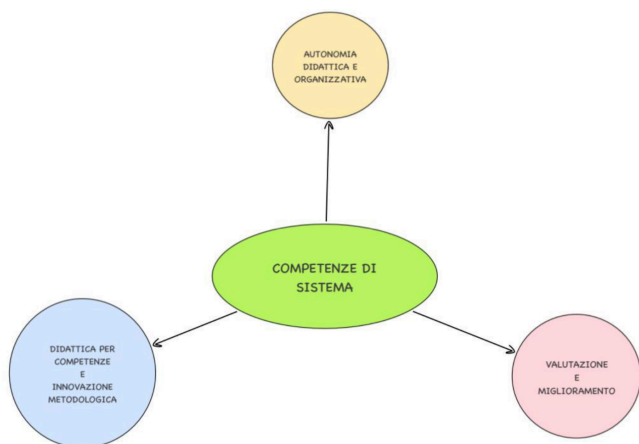 AUTONOMIA
DIDATTICA E
ORGANIZZATIVA
COMPETENZE DI
SISTEMA
DIDATTICA PER
COMPETENZE
E
INNOVAZIONE
METODOLOGICA
VALUTAZIONE
E
MIGLIORAMENTO